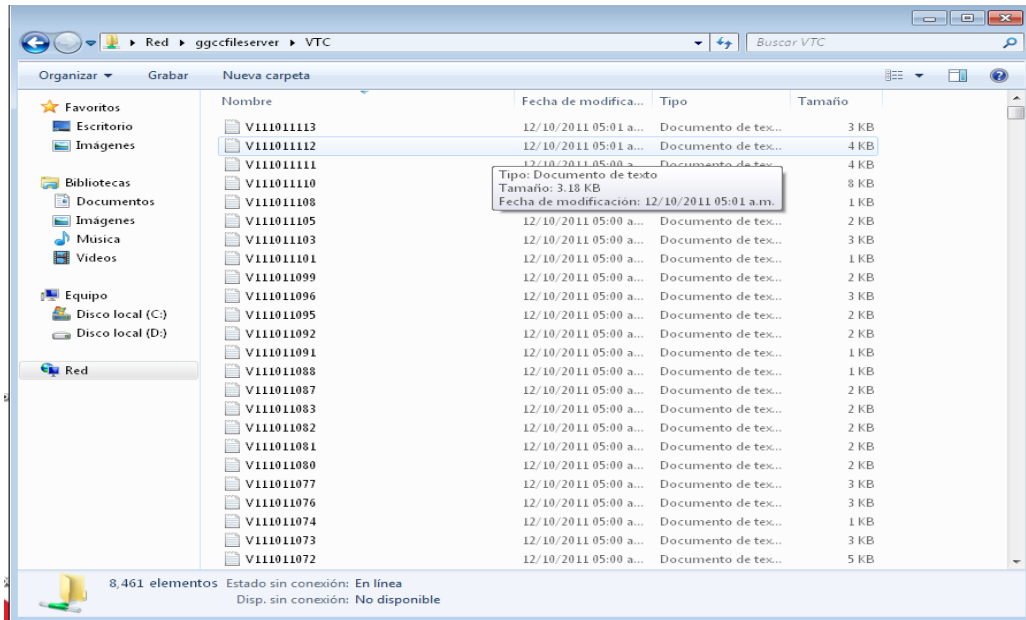 Red ▸ ggccfileserver ▸ VTC Buscar VTC
Organizar Grabar Nueva carpeta
Favoritos
Escritorio
Imágenes
Bibliotecas
Documentos
Imágenes
Música
Vídeos
Equipo
Disco local (C:)
Disco local (D:)
Red
Nombre Fecha de modifica... Tipo Tamaño
V111011113 12/10/2011 05:01 a... Documento de tex... 3 KB
V111011112 12/10/2011 05:01 a... Documento de tex... 4 KB
V111011111 12/10/2011 05:00 a... Documento de tex... 4 KB
V111011110 8 KB
V111011108 1 KB
Tipo: Documento de texto
Tamaño: 3.18 KB
Fecha de modificación: 12/10/2011 05:01 a.m.
V111011105 12/10/2011 05:00 a... Documento de tex... 2 KB
V111011103 12/10/2011 05:00 a... Documento de tex... 3 KB
V111011101 12/10/2011 05:00 a... Documento de tex... 1 KB
V111011099 12/10/2011 05:00 a... Documento de tex... 2 KB
V111011096 12/10/2011 05:00 a... Documento de tex... 3 KB
V111011095 12/10/2011 05:00 a... Documento de tex... 2 KB
V111011092 12/10/2011 05:00 a... Documento de tex... 2 KB
V111011091 12/10/2011 05:00 a... Documento de tex... 1 KB
V111011088 12/10/2011 05:00 a... Documento de tex... 1 KB
V111011087 12/10/2011 05:00 a... Documento de tex... 2 KB
V111011083 12/10/2011 05:00 a... Documento de tex... 2 KB
V111011082 12/10/2011 05:00 a... Documento de tex... 2 KB
V111011081 12/10/2011 05:00 a... Documento de tex... 2 KB
V111011080 12/10/2011 05:00 a... Documento de tex... 2 KB
V111011077 12/10/2011 05:00 a... Documento de tex... 3 KB
V111011076 12/10/2011 05:00 a... Documento de tex... 3 KB
V111011074 12/10/2011 05:00 a... Documento de tex... 1 KB
V111011073 12/10/2011 05:00 a... Documento de tex... 3 KB
V111011072 12/10/2011 05:00 a... Documento de tex... 5 KB
8,461 elementos Estado sin conexión: En línea
Disp. sin conexión: No disponible